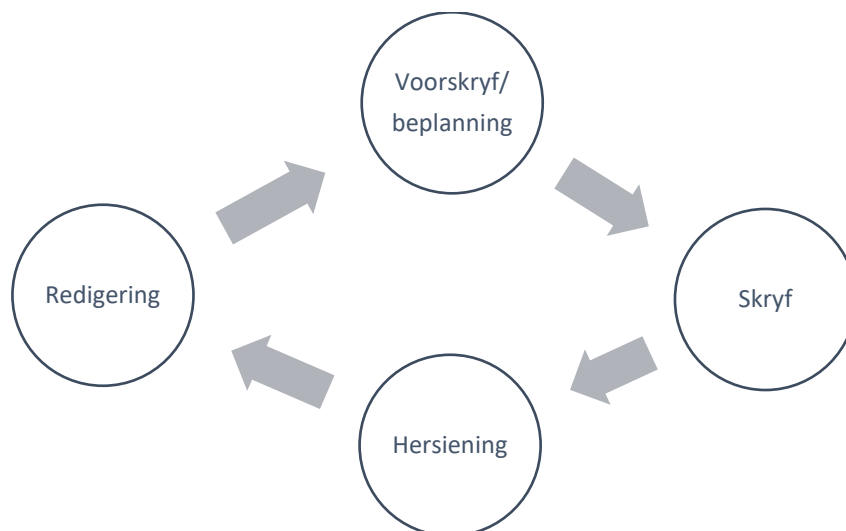 Voorskryf/
beplanning
Redigering
Skryf
Hersiening